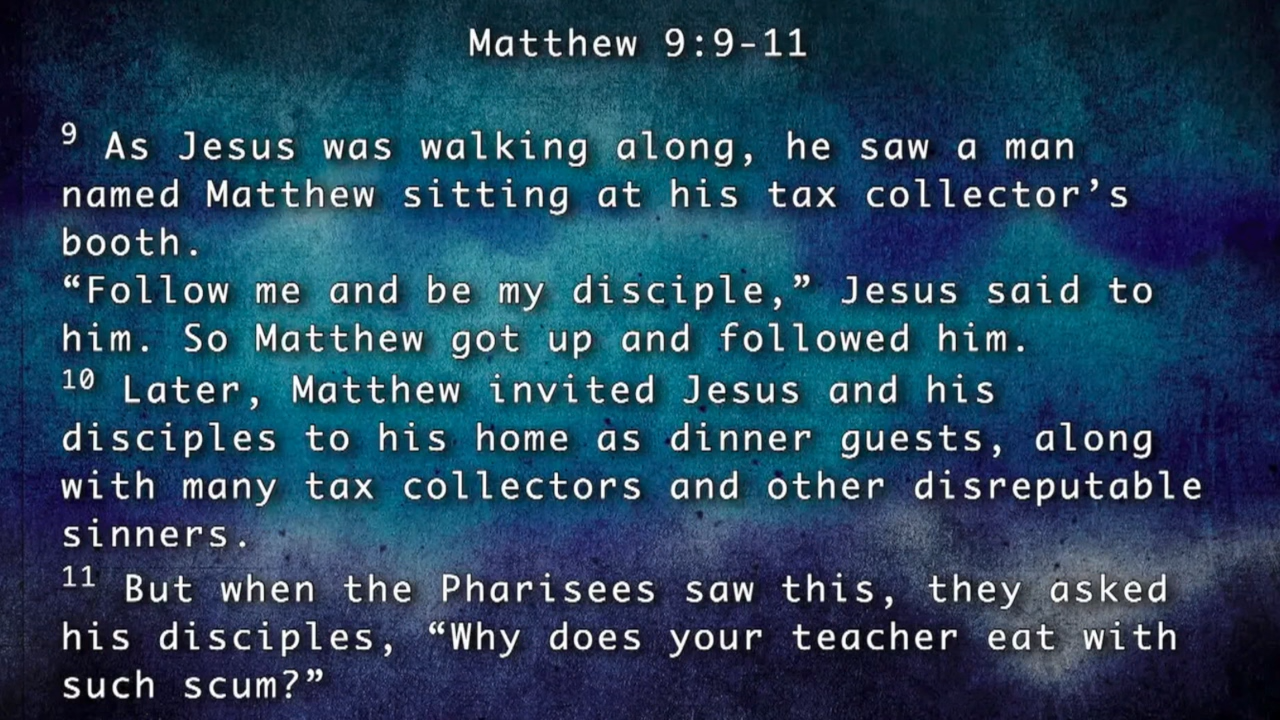 Matthew 9:9-11
9 As Jesus was walking along, he saw a man
named Matthew sitting at his tax collector’s
booth.
“Follow me and be my disciple,” Jesus said to
him. So Matthew got up and followed him.
10 Later, Matthew invited Jesus and his
disciples to his home as dinner guests, along
with many tax collectors and other disreputable
sinners.
11 But when the Pharisees saw this, they asked
his disciples, “Why does your teacher eat with
such scum?”